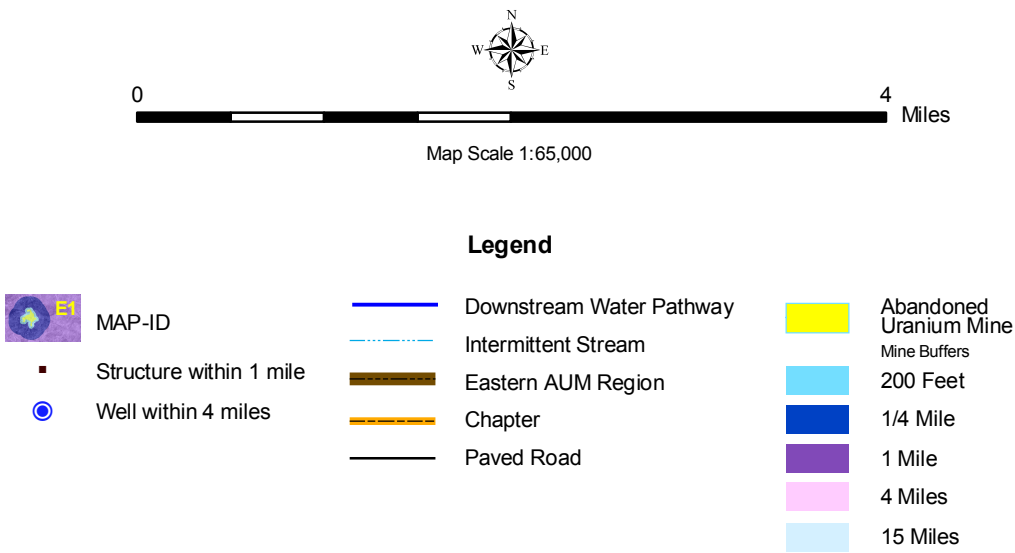 N
W E
S
0 4
Miles
Map Scale 1:65,000
Legend
E1
MAP-ID
Structure within 1 mile
Well within 4 miles
Downstream Water Pathway
Intermittent Stream
Eastern AUM Region
Chapter
Paved Road
Abandoned
Uranium Mine
Mine Buffers
200 Feet
1/4 Mile
1 Mile
4 Miles
15 Miles